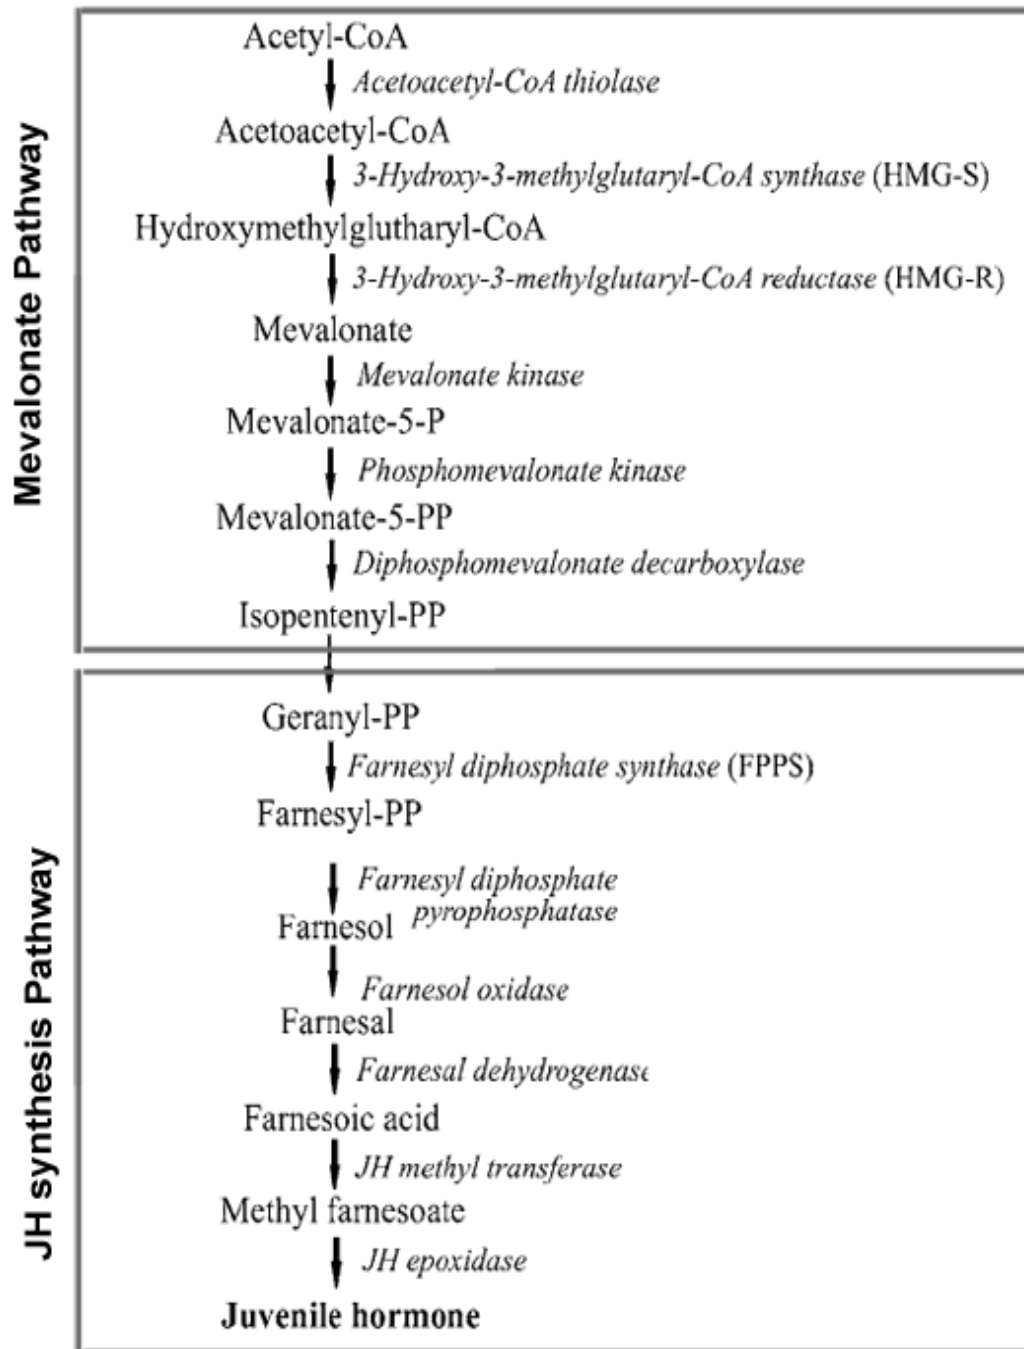 Mevalonate Pathway
Acetyl-CoA
Acetoacetyl-CoA thiolase
Acetoacetyl-CoA
3-Hydroxy-3-methylglutaryl-CoA synthase (HMG-S)
Hydroxymethylglutharyl-CoA
3-Hydroxy-3-methylglutaryl-CoA reductase (HMG-R)
Mevalonate
Mevalonate kinase
Mevalonate-5-P
Phosphomevalonate kinase
Mevalonate-5-PP
Diphosphomevalonate decarboxylase
Isopentenyl-PP
JH synthesis Pathway
Geranyl-PP
Farnesyl diphosphate synthase (FPPS)
Farnesyl-PP
Farnesyl diphosphate
pyrophosphatase
Farnesol
Farnesol oxidase
Farnesal
Farnesal dehydrogenase
Farnesoic acid
JH methyl transferase
Methyl farnesoate
JH epoxidase
Juvenile hormone